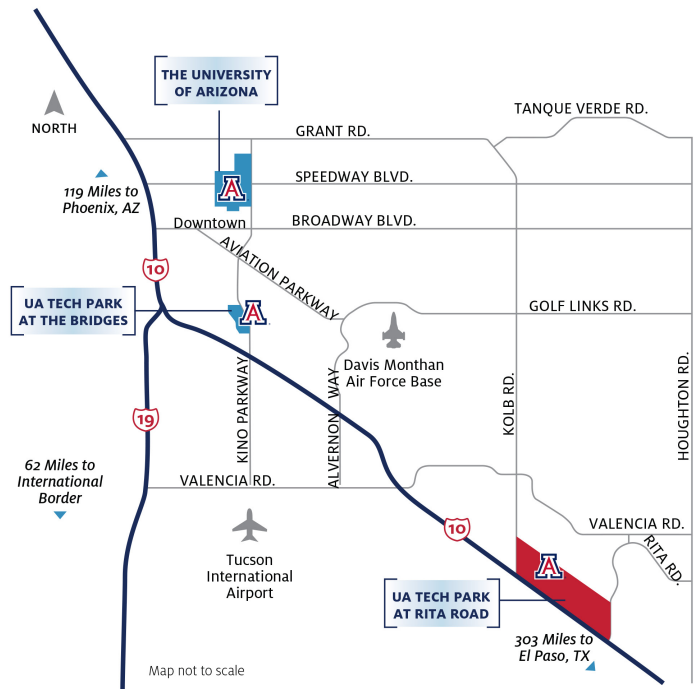 THE UNIVERSITY
OF ARIZONA
TANQUE VERDE RD.
NORTH
GRANT RD.
119 Miles to
Phoenix, AZ
A
SPEEDWAY BLVD.
Downtown
BROADWAY BLVD.
AVIATION PARKWAY
10
UA TECH PARK
AT THE BRIDGES
A
GOLF LINKS RD.
Davis Monthan
Air Force Base
KINO PARKWAY
ALVERNON WAY
KOLB RD.
HOUGHTON RD.
19
62 Miles to
International
Border
VALENCIA RD.
10
VALENCIA RD.
RITA RD.
Tucson
International
Airport
A
UA TECH PARK
AT RITA ROAD
303 Miles to
El Paso, TX
Map not to scale